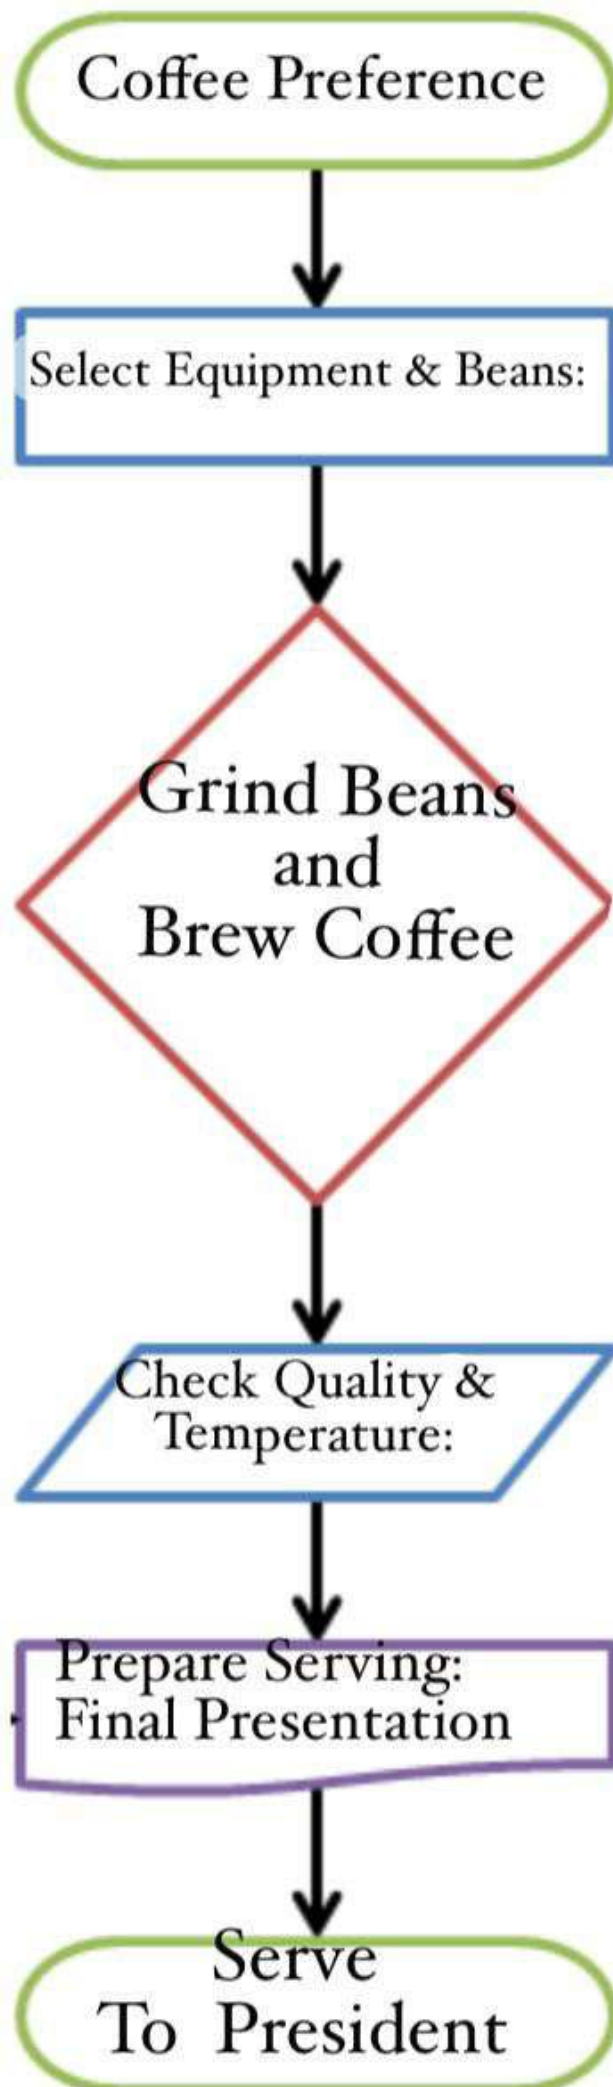 Coffee Preference
Select Equipment & Beans:
Grind Beans
and
Brew Coffee
Check Quality &
Temperature:
Prepare Serving:
Final Presentation
Serve
To President